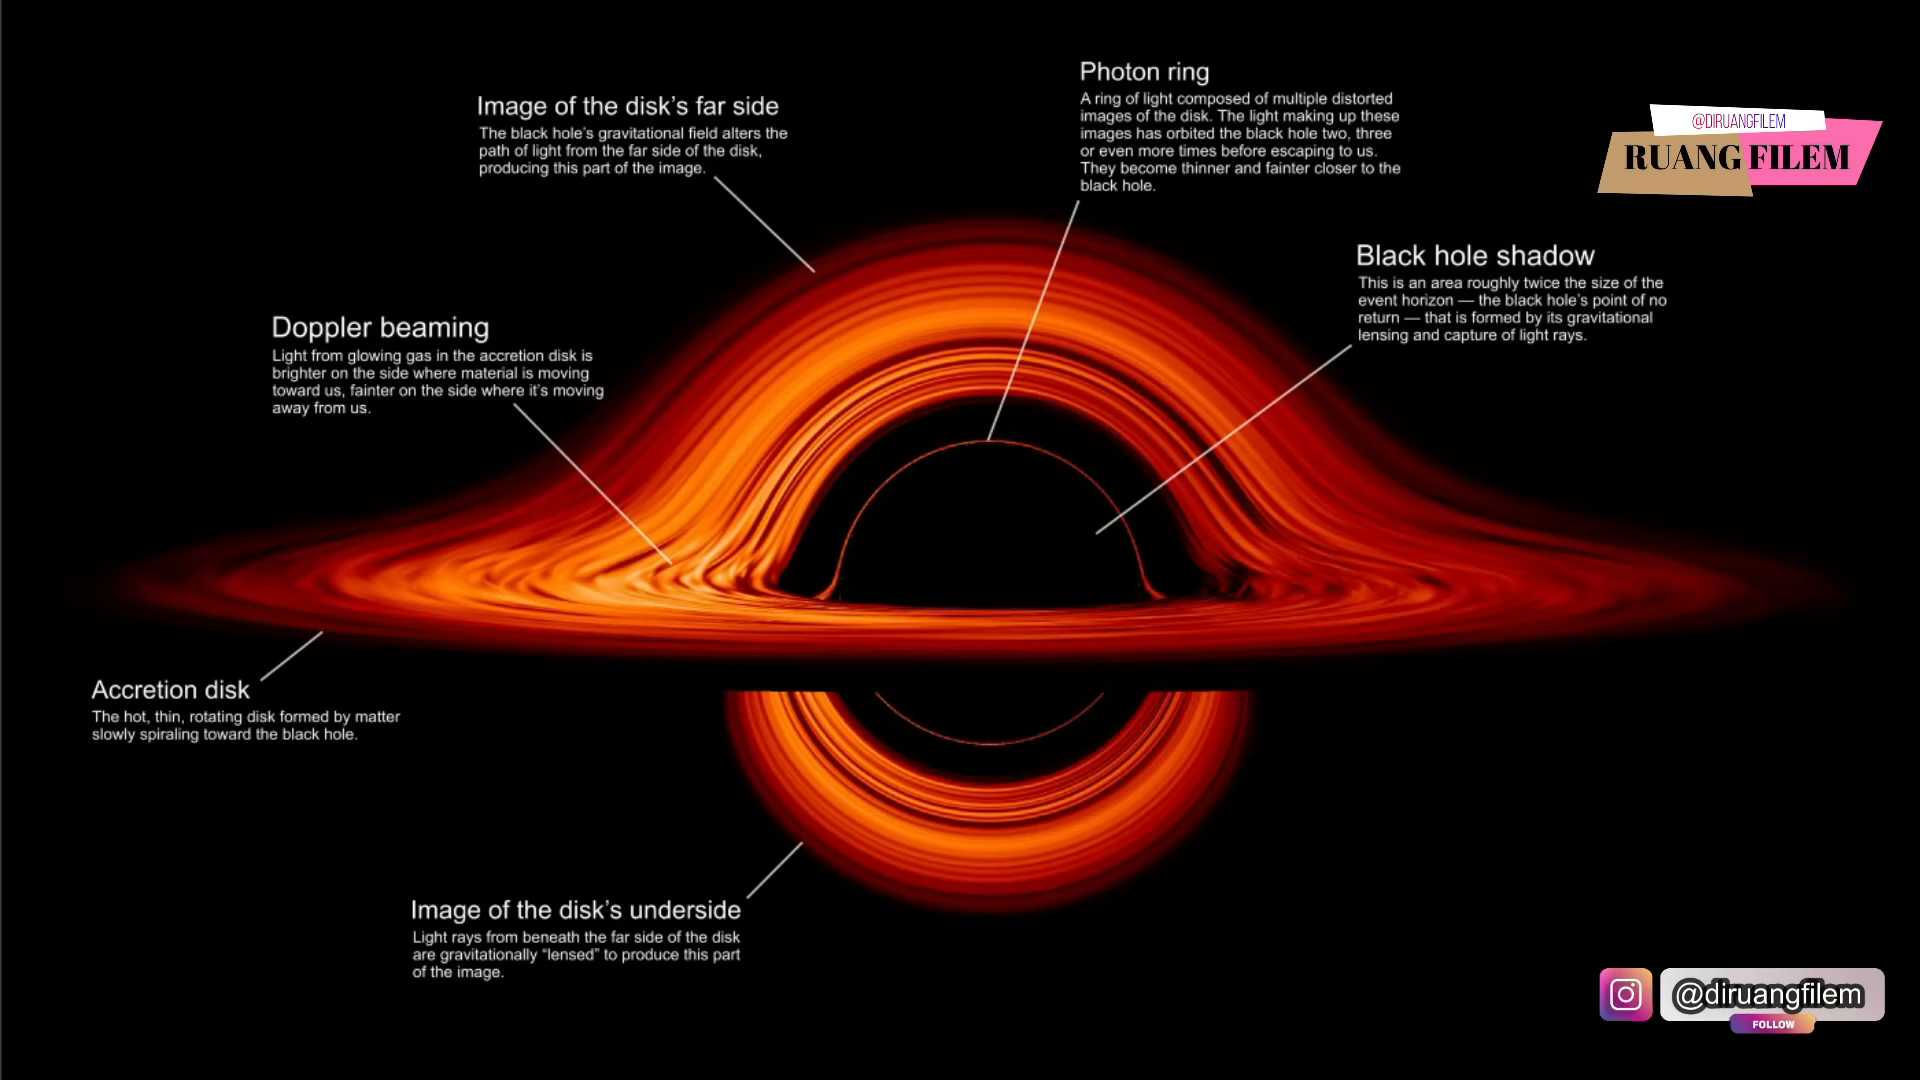 Photon ring
A ring of light composed of multiple distorted
images of the disk. The light making up these
images has orbited the black hole two, three
or even more times before escaping to us.
They become thinner and fainter closer to the
black hole.
Image of the disk's far side
The black hole's gravitational field alters the
path of light from the far side of the disk,
producing this part of the image.
@DIRUANGFILEM
RUANG FILEM
Black hole shadow
This is an area roughly twice the size of the
event horizon — the black hole's point of no
return — that is formed by its gravitational
lensing and capture of light rays.
Doppler beaming
Light from glowing gas in the accretion disk is
brighter on the side where material is moving
toward us, fainter on the side where it's moving
away from us.
Accretion disk
The hot, thin, rotating disk formed by matter
slowly spiraling toward the black hole.
Image of the disk's underside
Light rays from beneath the far side of the disk
are gravitationally “lensed” to produce this part
of the image.
@diruangfilem
FOLLOW